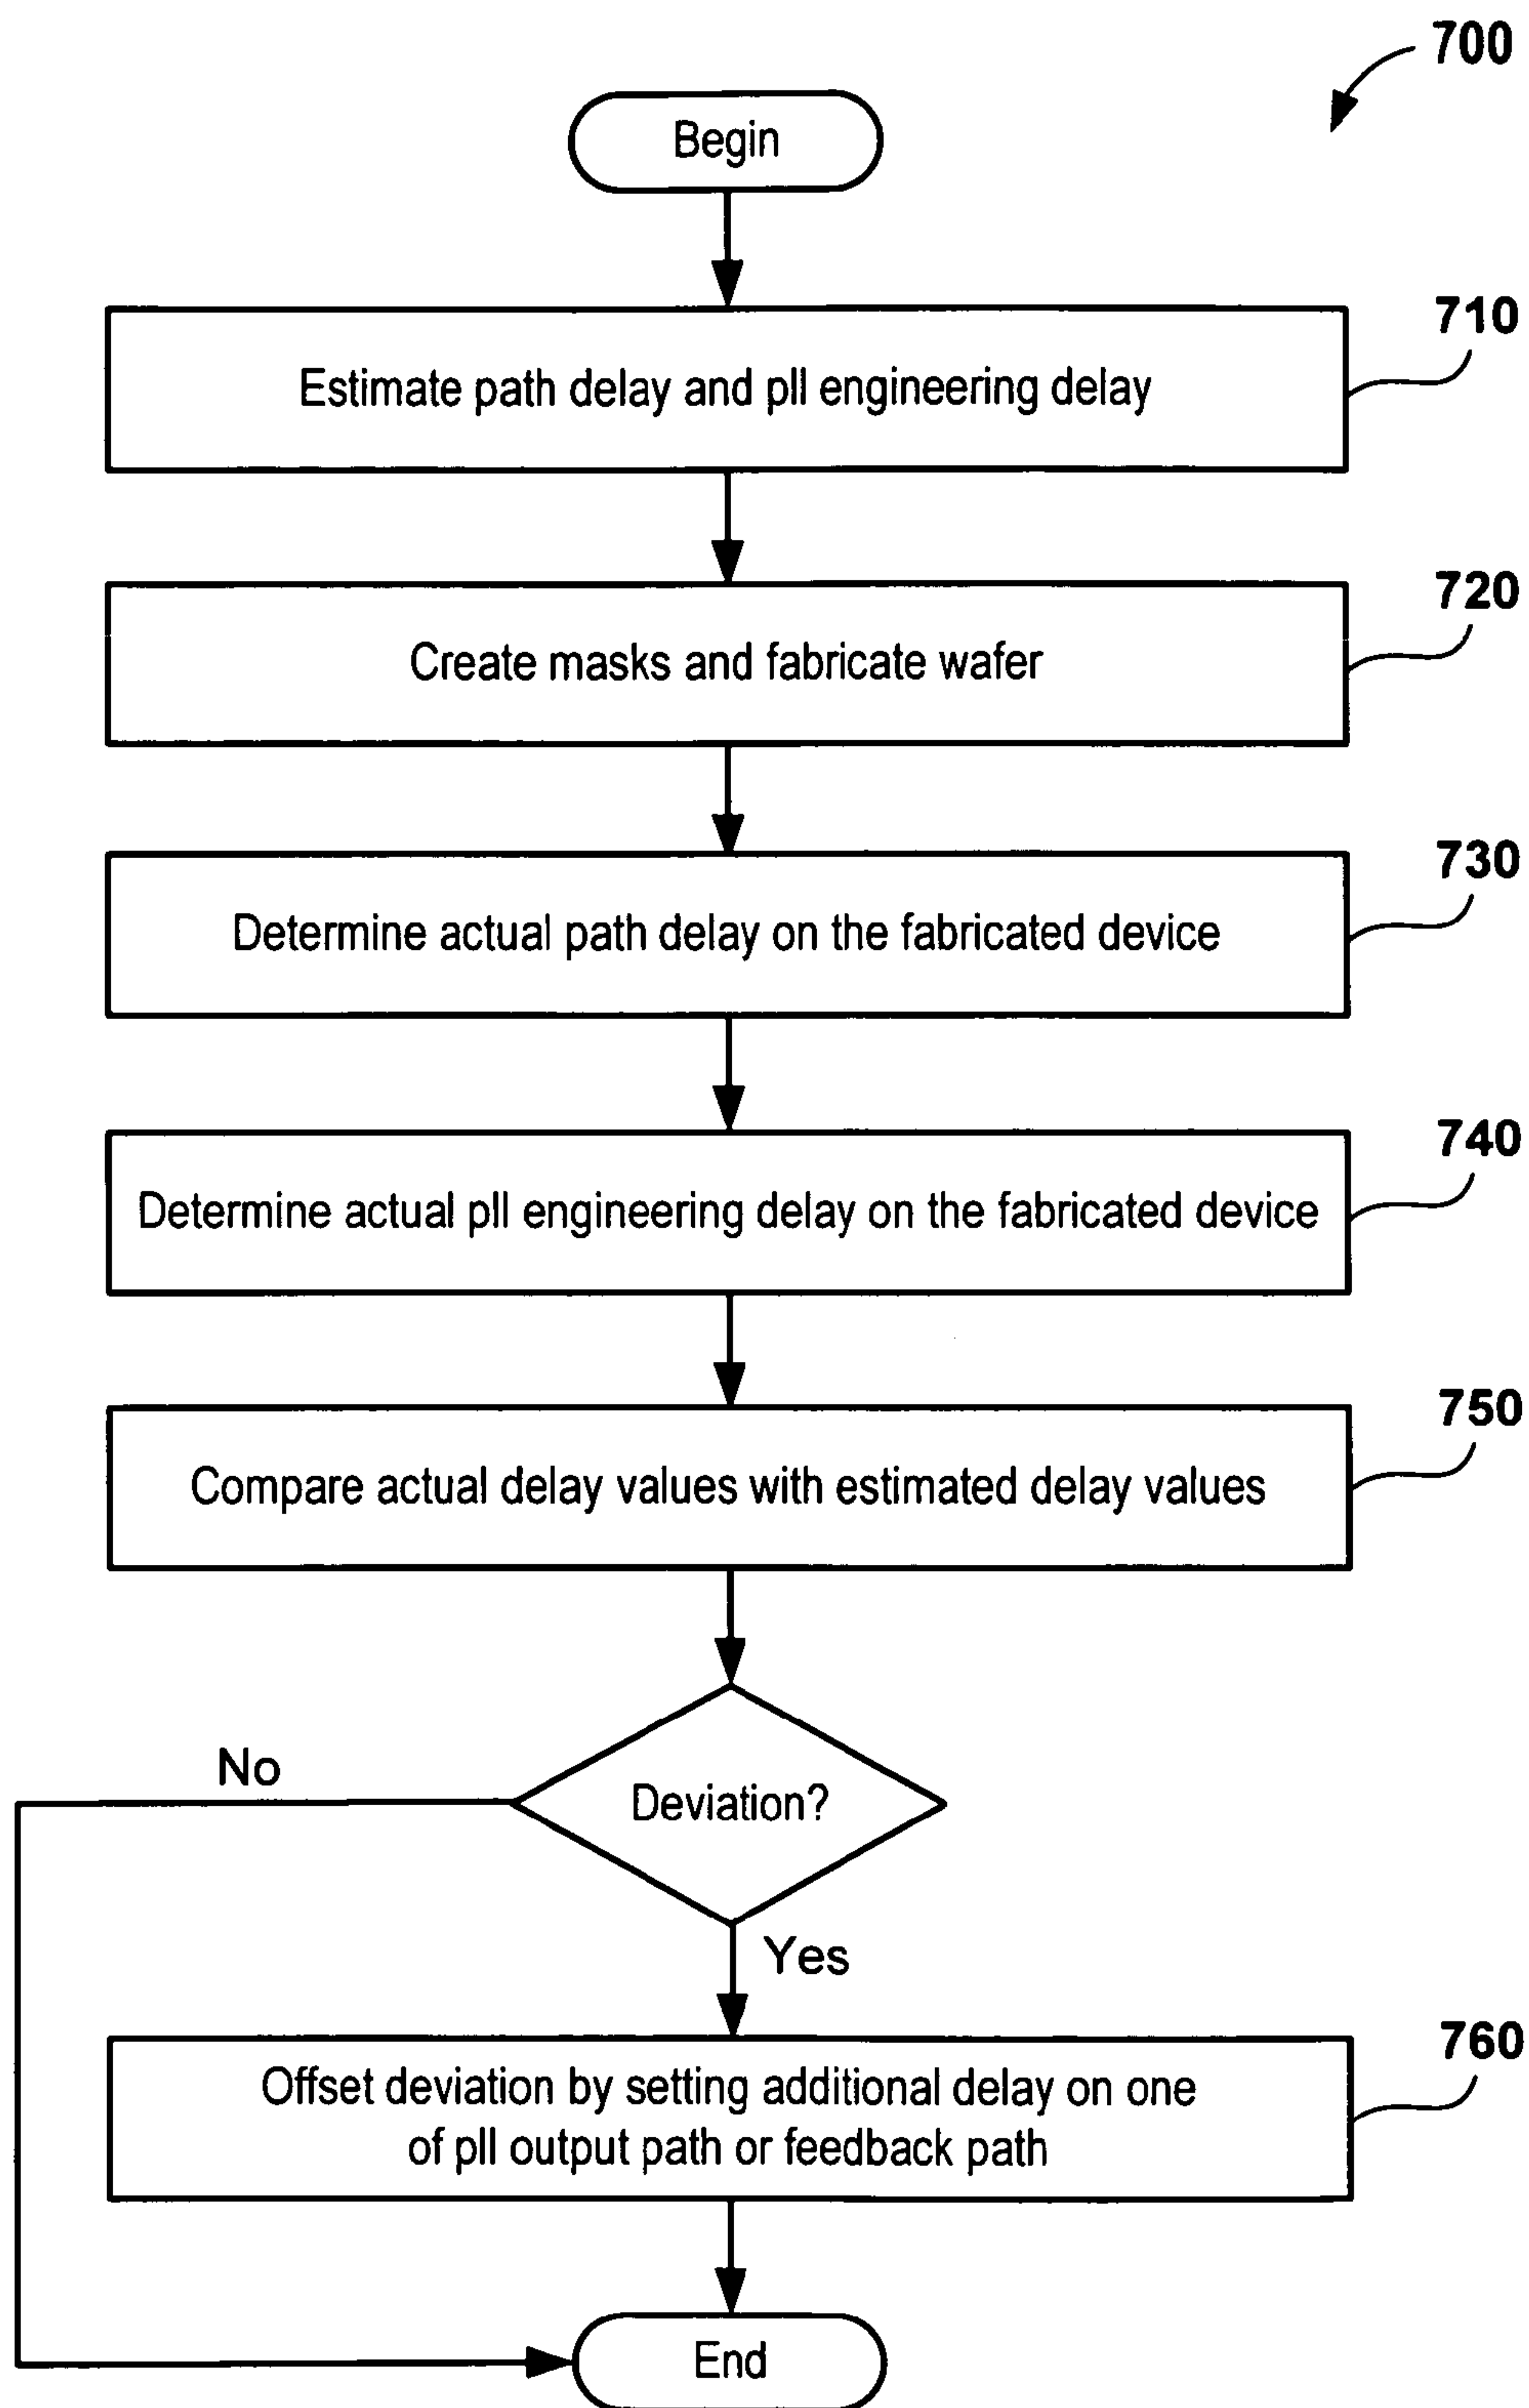 700
Begin
710
Estimate path delay and pll engineering delay
720
Create masks and fabricate wafer
730
Determine actual path delay on the fabricated device
740
Determine actual pll engineering delay on the fabricated device
750
Compare actual delay values with estimated delay values
No
Deviation?
Yes
760
Offset deviation by setting additional delay on one
of pll output path or feedback path
End